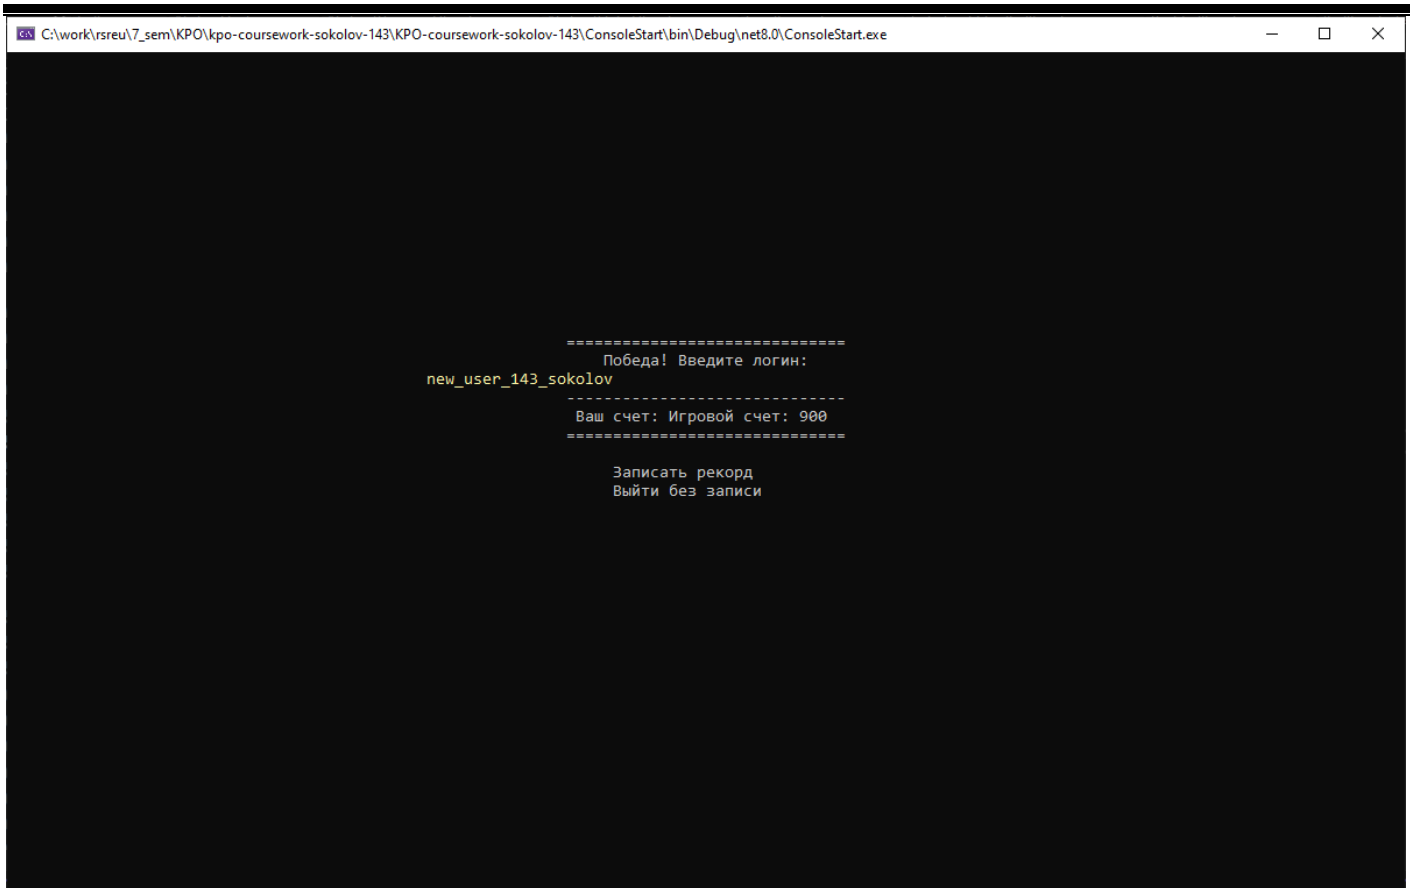 C:\work\rsreu\7_sem\KPO\kpo-coursework-sokolov-143\KPO-coursework-sokolov-143\ConsoleStart\bin\Debug\net8.0\ConsoleStart.exe
==============================
Победа! Введите логин:
new_user_143_sokolov
------------------------------
Ваш счет: Игровой счет: 900
==============================
Записать рекорд
Выйти без записи